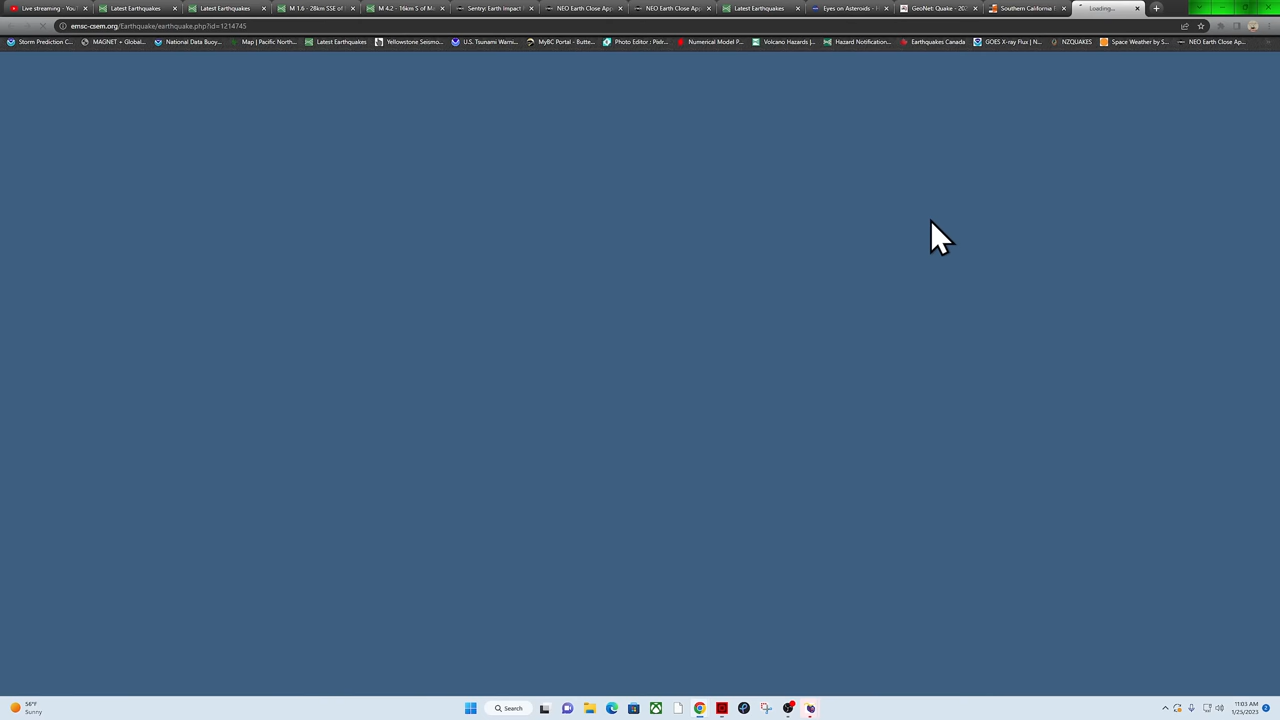 Live streaming - You
Latest Earthquakes
Latest Earthquakes
M 1.6 - 28km SSE of
M 4.2 - 14km S of M
Sentry: Earth Impact
NEO Earth Close App
NEO Earth Close App
Latest Earthquakes
Eyes on Asteroids -
GeoNet: Quake - 20
Southern California
Loading...
emsc-csem.org/Earthquake/earthquake.php?id=1214745
Storm Prediction C...
MAGNET + Global...
National Data Buoy...
Map | Pacific North...
Latest Earthquakes
Yellowstone Seismo...
U.S. Tsunami Warni...
MyBC Portal - Butte...
Photo Editor : Pixlr...
Numerical Model P...
Volcano Hazards |...
Hazard Notification...
Earthquakes Canada
GOES X-ray Flux | N...
NZQUAKES
Space Weather by S...
NEO Earth Close Ap...
56°F
Sunny
Search
11:03 AM
1/25/2023
2